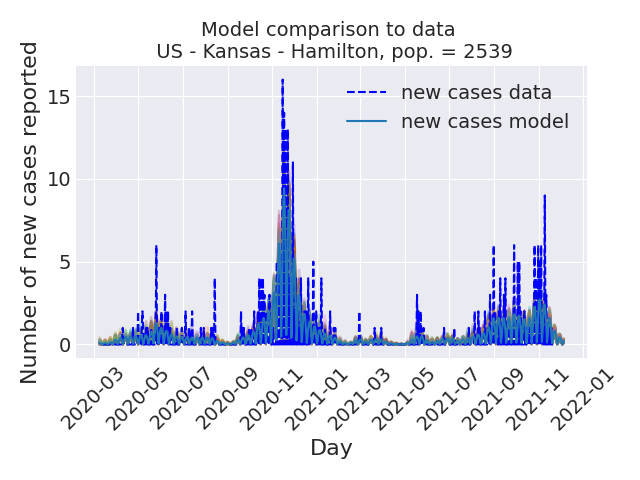 Model comparison to data
US - Kansas - Hamilton, pop. = 2539
Number of new cases reported
15
10
5
0
new cases data
new cases model
2020-03
2020-05
2020-07
2020-09
2020-11
2021-01
2021-03
2021-05
2021-07
2021-09
2021-11
2022-01
Day